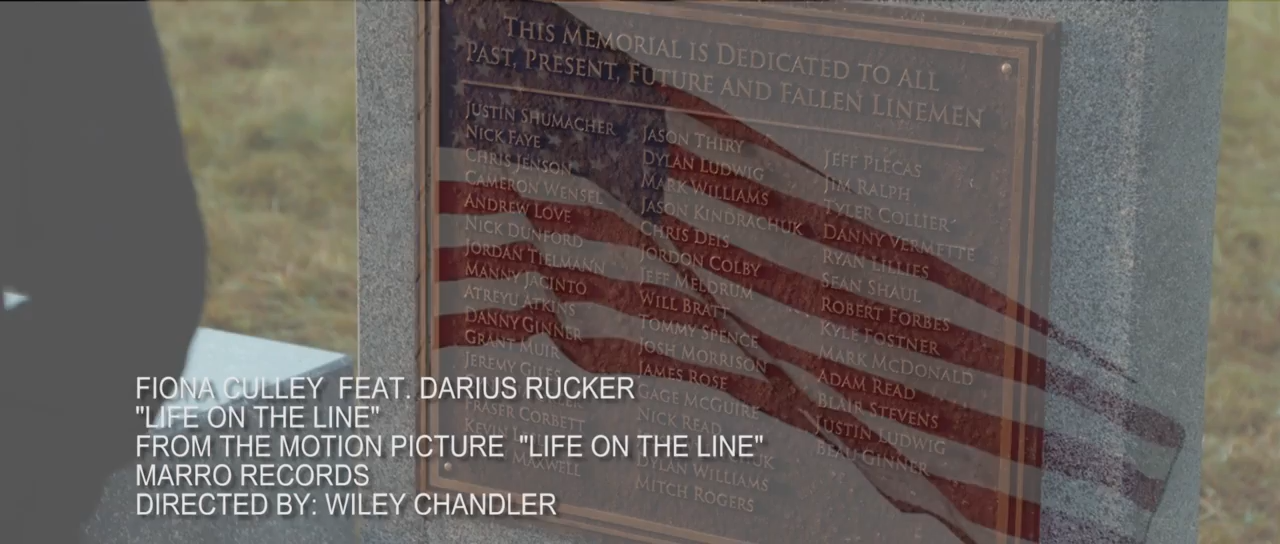 THIS MEMORIAL IS DEDICATED TO ALL
PAST, PRESENT, FUTURE AND FALLEN LINEMEN
JUSTIN SHUMACHER
NICK FAYE
CHRIS JENSON
CAMERON WENSEL
ANDREW LOVE
NICK DUNFORD
JORDAN TIELMANN
MANNY JACINTO
ATREYU ATKINS
DANNY GINNER
GRANT MUIR
JEREMY GILES
FRASER CORBETT
KEVIN
MAXWELL
JASON THIRY
DYLAN LUDWIG
MARK WILLIAMS
JASON KINDRACHUK
CHRIS DEIS
JORDON COLBY
JEFF MELDRUM
WILL BRATT
TOMMY SPENCE
JOSH MORRISON
JAMES ROSE
GAGE MCGUIRE
NICK READ
DYLAN WILLIAMS
MITCH ROGERS
JEFF PLECAS
JIM RALPH
TYLER COLLIER
DANNY VERMETTE
RYAN LILLIES
SEAN SHAUL
ROBERT FORBES
KYLE FOSTNER
MARK MCDONALD
ADAM READ
BLAIR STEVENS
JUSTIN LUDWIG
BEAU GINNER
FIONA CULLEY FEAT. DARIUS RUCKER
"LIFE ON THE LINE"
FROM THE MOTION PICTURE "LIFE ON THE LINE"
MARRO RECORDS
DIRECTED BY: WILEY CHANDLER